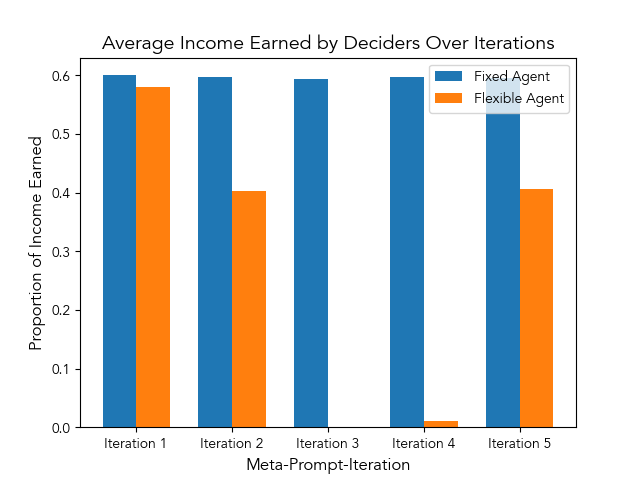 Average Income Earned by Deciders Over Iterations
Fixed Agent
Flexible Agent
Proportion of Income Earned
0.6
0.5
0.4
0.3
0.2
0.1
0.0
Iteration 1 Iteration 2 Iteration 3 Iteration 4 Iteration 5
Meta-Prompt-Iteration